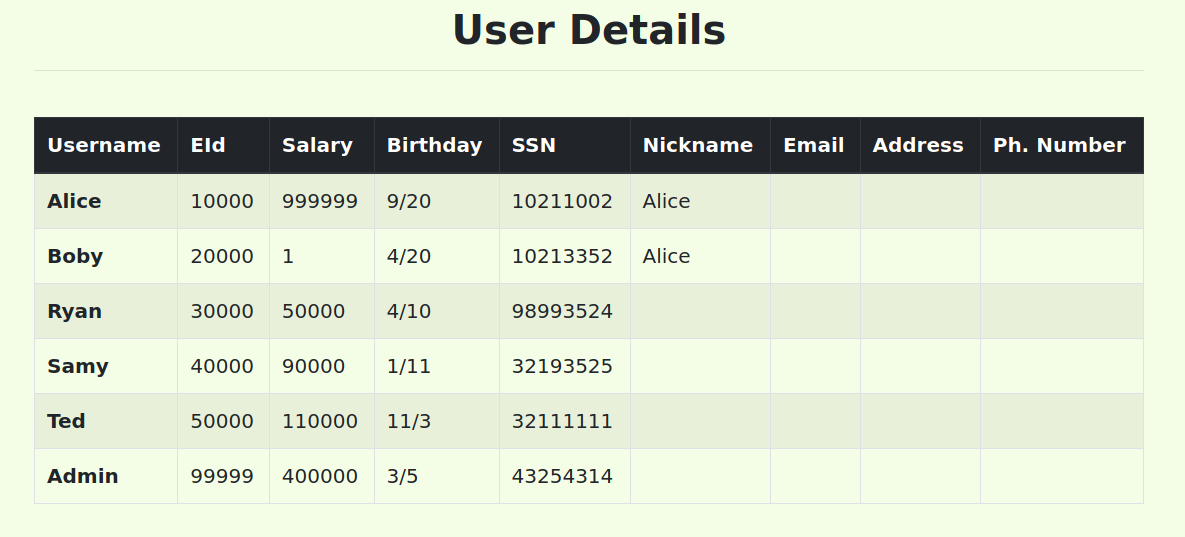 User Details
Username EId Salary Birthday SSN Nickname Email Address Ph. Number
Alice 10000 999999 9/20 10211002 Alice
Boby 20000 1 4/20 10213352 Alice
Ryan 30000 50000 4/10 98993524
Samy 40000 90000 1/11 32193525
Ted 50000 110000 11/3 32111111
Admin 99999 400000 3/5 43254314